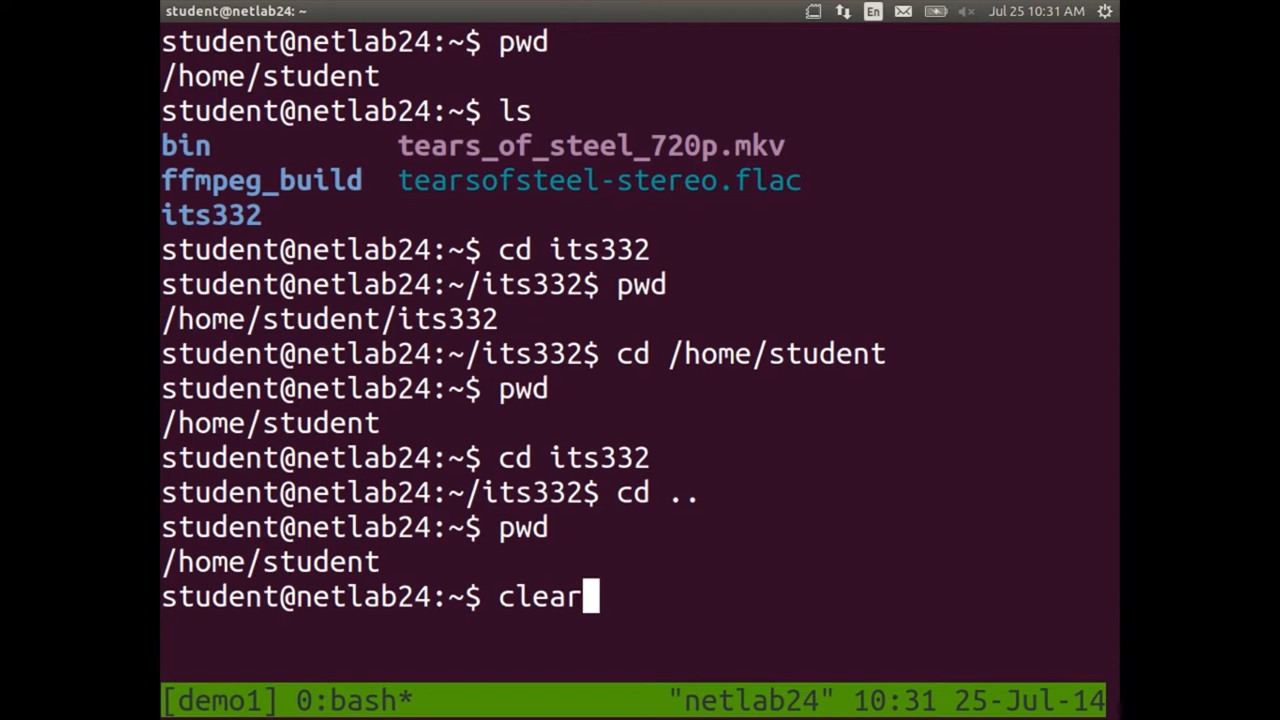 student@netlab24: ~ En Jul 25 10:31 AM
student@netlab24:~$ pwd
/home/student
student@netlab24:~$ ls
bin tears_of_steel_720p.mkv
ffmpeg_build tearsofsteel-stereo.flac
its332
student@netlab24:~$ cd its332
student@netlab24:~/its332$ pwd
/home/student/its332
student@netlab24:~/its332$ cd /home/student
student@netlab24:~$ pwd
/home/student
student@netlab24:~$ cd its332
student@netlab24:~/its332$ cd ..
student@netlab24:~$ pwd
/home/student
student@netlab24:~$ clear
[demo1] 0:bash* "netlab24" 10:31 25-Jul-14